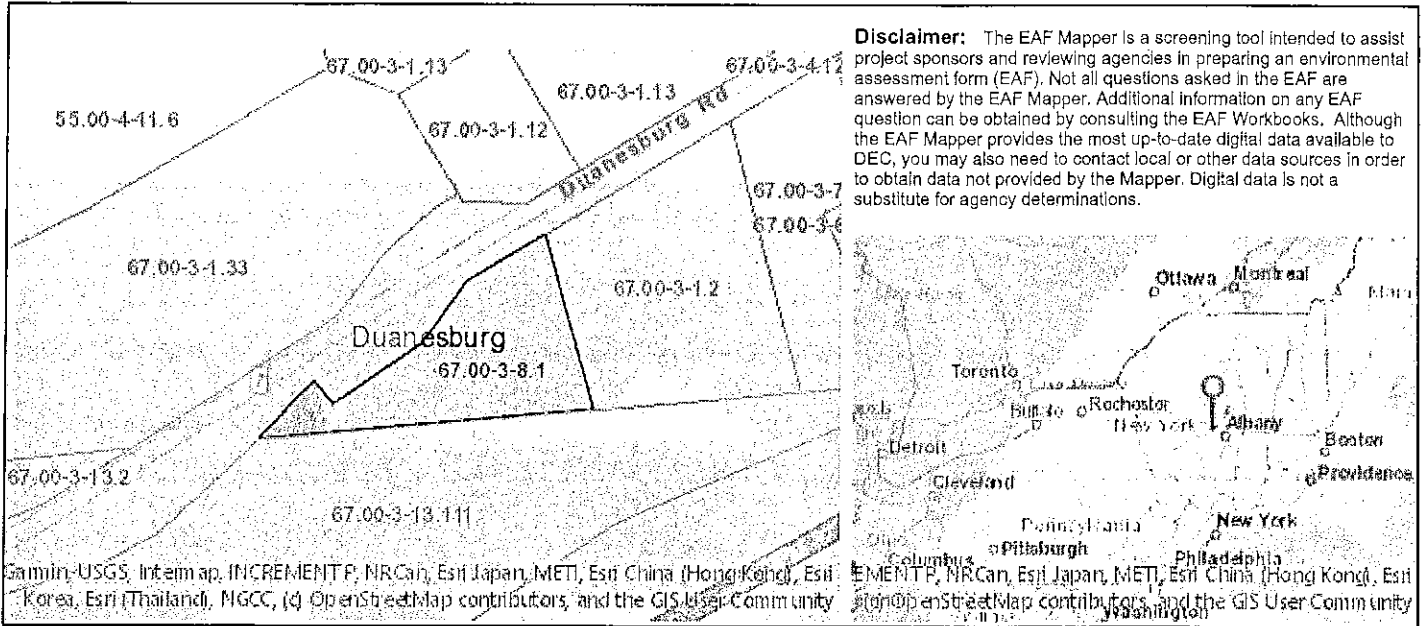 67.00-3-1.13
67.00-3-4.12
55.00-4-11.6
67.00-3-1.13
67.00-3-1.12
Duanesburg Rd
67.00-3-7
67.00-3-6
67.00-3-1.33
67.00-3-1.2
Duanesburg
67.00-3-8.1
7
67.00-3-13.2
67.00-3-13.111
Garmin, USGS, Intermap, INCREMENT P, NRCan, Esri Japan, METI, Esri China (Hong Kong), Esri
Korea, Esri (Thailand), NGCC, (c) OpenStreetMap contributors, and the GIS User Community
Disclaimer: The EAF Mapper is a screening tool intended to assist
project sponsors and reviewing agencies in preparing an environmental
assessment form (EAF). Not all questions asked in the EAF are
answered by the EAF Mapper. Additional information on any EAF
question can be obtained by consulting the EAF Workbooks. Although
the EAF Mapper provides the most up-to-date digital data available to
DEC, you may also need to contact local or other data sources in order
to obtain data not provided by the Mapper. Digital data is not a
substitute for agency determinations.
Ottawa
Montreal
Toronto
Buffalo
Rochester
New York
Albany
Detroit
Boston
Providence
Cleveland
Pennsylvania
New York
Columbus
Pittsburgh
Philadelphia
EMENT P, NRCan, Esri Japan, METI, Esri China (Hong Kong), Esri
OpenStreetMap contributors, and the GIS User Community
Washington